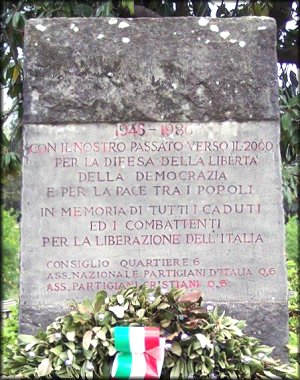 1945-1986
CON IL NOSTRO PASSATO VERSO IL 2000
PER LA DIFESA DELLA LIBERTA'
DELLA DEMOCRAZIA
E PER LA PACE TRA I POPOLI
IN MEMORIA DI TUTTI I CADUTI
ED I COMBATTENTI
PER LA LIBERAZIONE DELL'ITALIA
CONSIGLIO QUARTIERE 6
ASS. NAZIONALE PARTIGIANI D'ITALIA Q.6
ASS. PARTIGIANI CRISTIANI Q.6